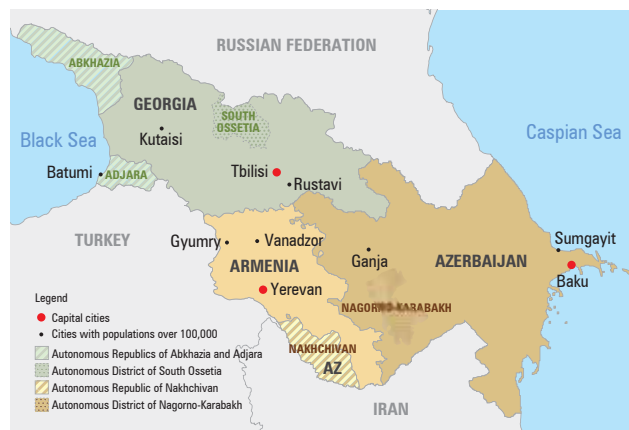 RUSSIAN FEDERATION
ABKHAZIA
GEORGIA
SOUTH
OSSETIA
Black Sea
Kutaisi
Caspian Sea
Batumi
ADJARA
Tbilisi
Rustavi
TURKEY
Gyumry
Vanadzor
Sumgayit
Ganja
AZERBAIJAN
ARMENIA
Baku
Yerevan
NAGORNO-KARABAKH
NAKHCHIVAN
AZ
IRAN
Legend
Capital cities
Cities with populations over 100,000
Autonomous Republics of Abkhazia and Adjara
Autonomous District of South Ossetia
Autonomous Republic of Nakhchivan
Autonomous District of Nagorno-Karabakh